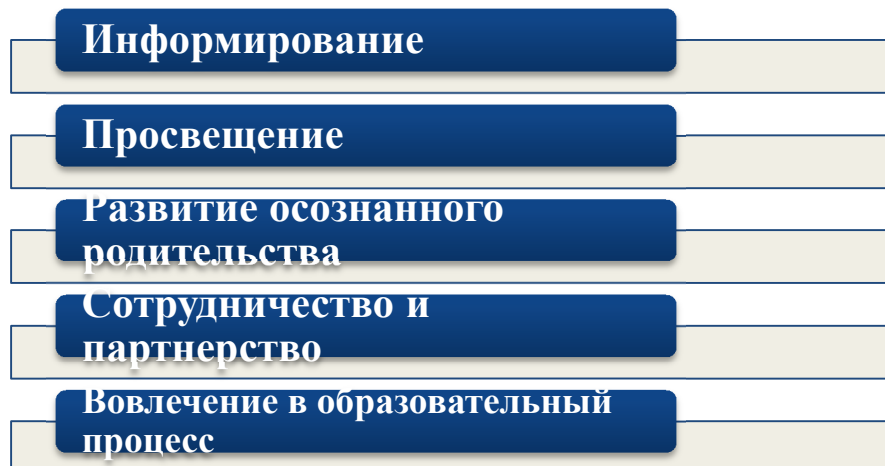 Информирование
Просвещение
Развитие осознанного
родительства
Сотрудничество и
партнерство
Вовлечение в образовательный
процесс